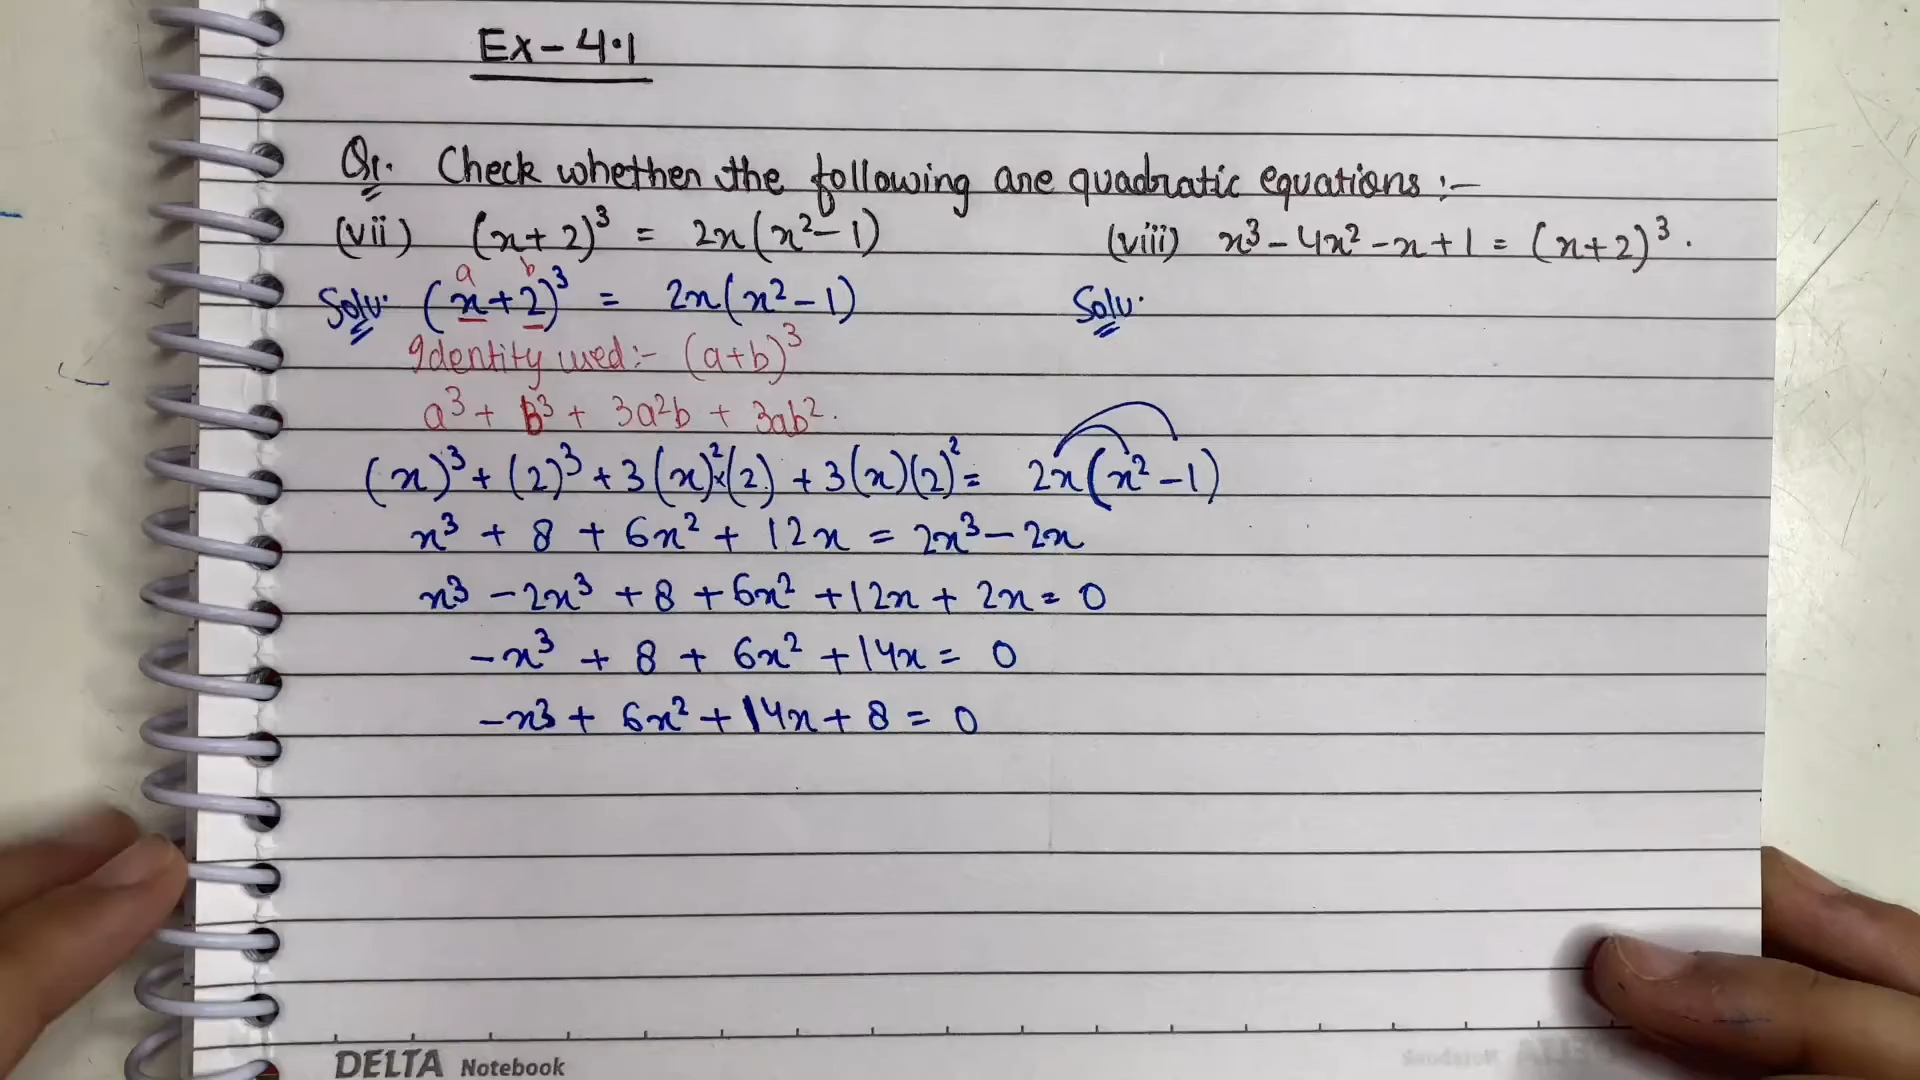 Ex - 4.1
Q1. Check whether the following are quadratic equations :-
(vii) (x+2)³ = 2x(x²-1) (viii) x³ - 4x² - x + 1 = (x+2)³.
a b
Solu. (x+2)³ = 2x(x²-1) Solu.
Identity used:- (a+b)³
a³ + b³ + 3a²b + 3ab².
(x)³ + (2)³ + 3(x)²×(2) + 3(x)(2)² = 2x(x²-1)
x³ + 8 + 6x² + 12x = 2x³ - 2x
x³ - 2x³ + 8 + 6x² + 12x + 2x = 0
-x³ + 8 + 6x² + 14x = 0
-x³ + 6x² + 14x + 8 = 0
DELTA Notebook